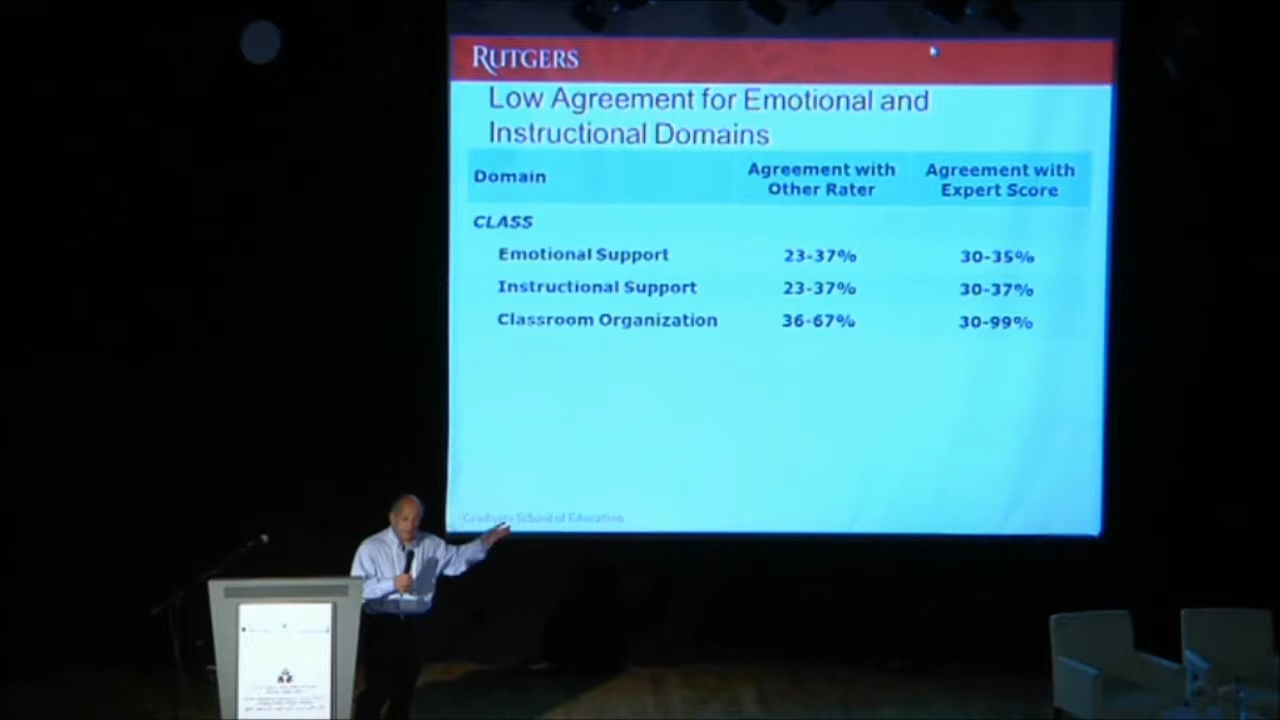 RUTGERS
Low Agreement for Emotional and
Instructional Domains
Domain
Agreement with
Other Rater
Agreement with
Expert Score
CLASS
Emotional Support 23-37% 30-35%
Instructional Support 23-37% 30-37%
Classroom Organization 36-67% 30-99%
Graduate School of Education